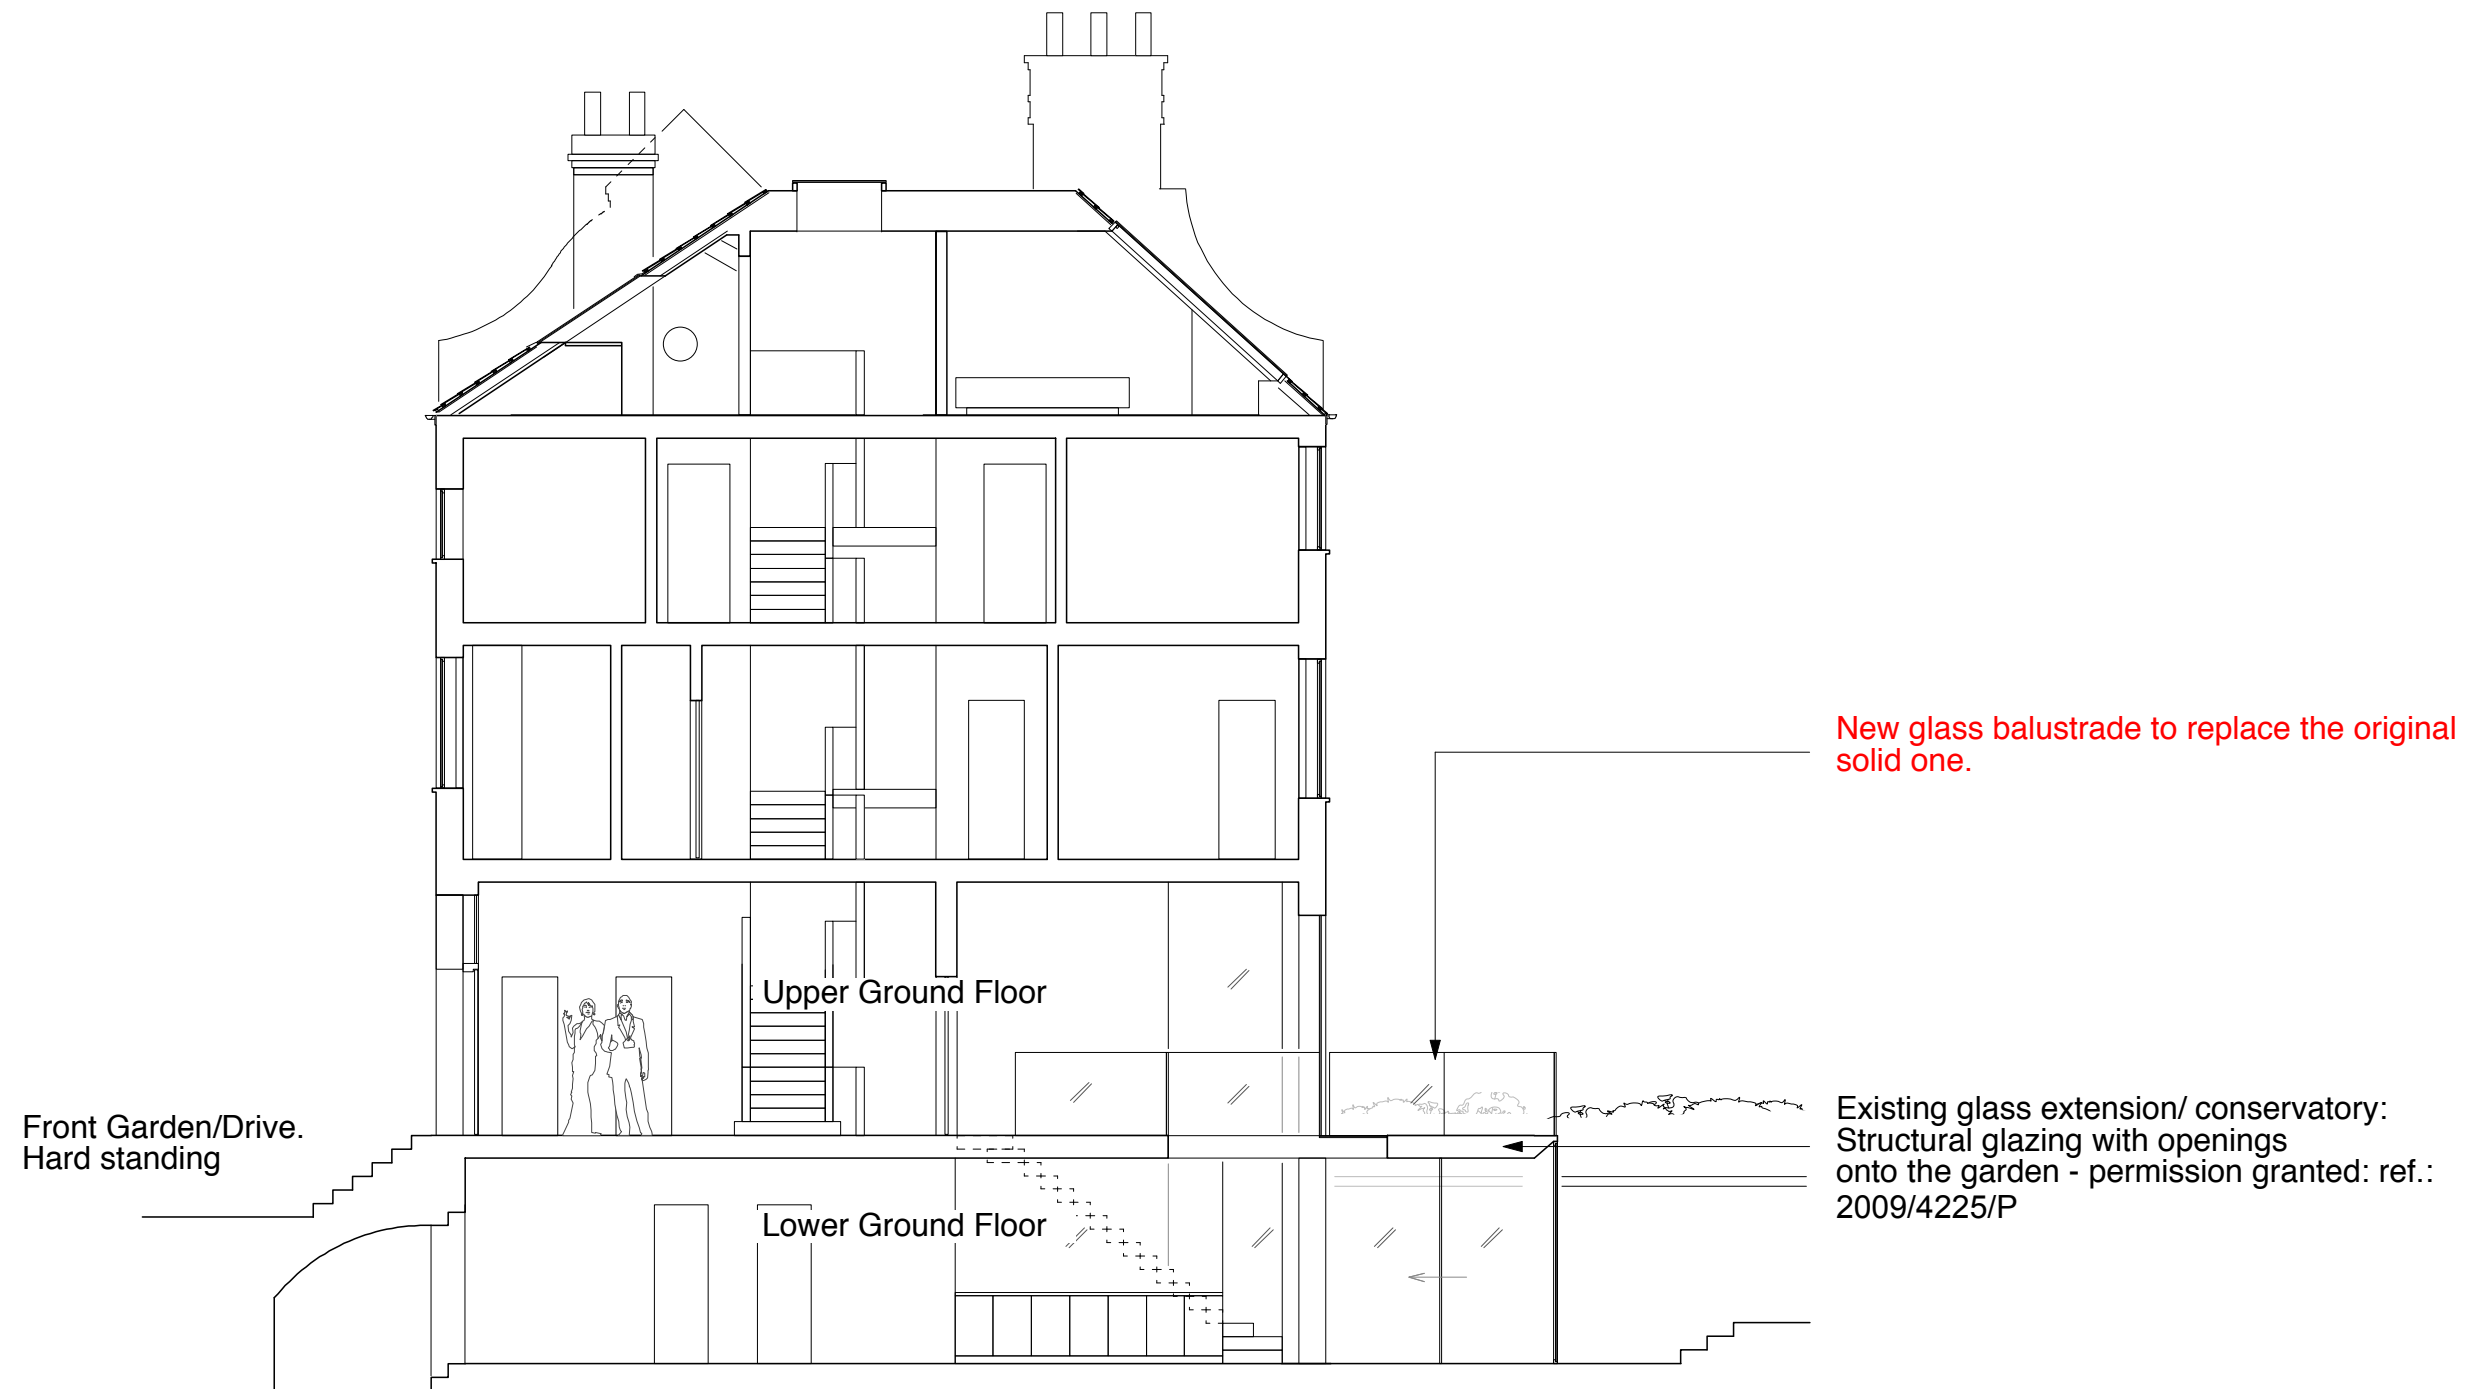 New glass balustrade to replace the original
solid one.
Upper Ground Floor
Front Garden/Drive.
Hard standing
Existing glass extension/ conservatory:
Structural glazing with openings
onto the garden - permission granted: ref.:
2009/4225/P
Lower Ground Floor